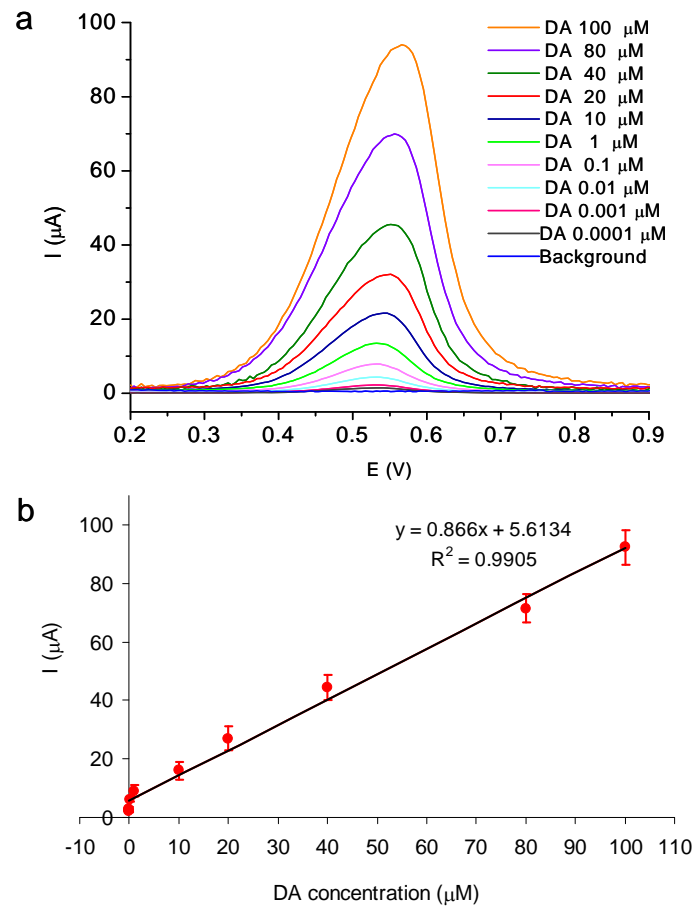 a
I (μA)
100
80
60
40
20
0
0.2 0.3 0.4 0.5 0.6 0.7 0.8 0.9
E (V)
DA 100 μM
DA 80 μM
DA 40 μM
DA 20 μM
DA 10 μM
DA 1 μM
DA 0.1 μM
DA 0.01 μM
DA 0.001 μM
DA 0.0001 μM
Background
b
I (μA)
100
80
60
40
20
0
y = 0.866x + 5.6134
R² = 0.9905
-10 0 10 20 30 40 50 60 70 80 90 100 110
DA concentration (μM)